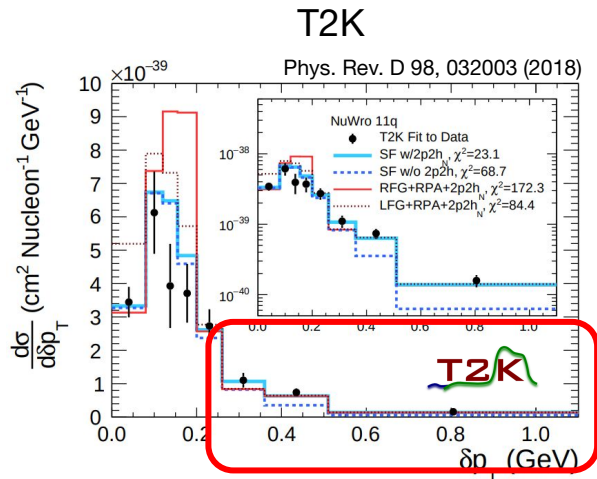 T2K
Phys. Rev. D 98, 032003 (2018)
×10⁻³⁹
NuWro 11q
T2K Fit to Data
SF w/2p2h_N, χ²=23.1
SF w/o 2p2h, χ²=68.7
RFG+RPA+2p2h_N, χ²=172.3
LFG+RPA+2p2h_N, χ²=84.4
10⁻³⁸
10⁻³⁹
10⁻⁴⁰
0.0 0.2 0.4 0.6 0.8 1.0
10
9
8
7
6
5
4
3
2
1
0
dσ/dδp_T (cm² Nucleon⁻¹ GeV⁻¹)
T2K
0.0 0.2 0.4 0.6 0.8 1.0
δp_T (GeV)